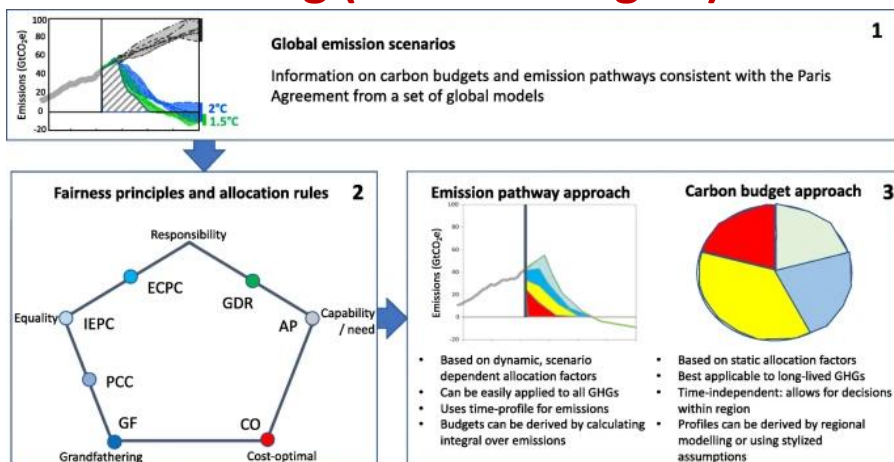 100
80
60
40
20
0
-20
Emissions (GtCO₂e)
2°C
1.5°C
Global emission scenarios
1
Information on carbon budgets and emission pathways consistent with the Paris
Agreement from a set of global models
Fairness principles and allocation rules
2
Responsibility
ECPC
GDR
Equality
IEPC
AP
Capability
/ need
PCC
GF
CO
Grandfathering
Cost-optimal
Emission pathway approach
100
80
60
40
20
0
-20
Emissions (GtCO₂e)
• Based on dynamic, scenario
dependent allocation factors
• Can be easily applied to all GHGs
• Uses time-profile for emissions
• Budgets can be derived by calculating
integral over emissions
Carbon budget approach
3
• Based on static allocation factors
• Best applicable to long-lived GHGs
• Time-independent: allows for decisions
within region
• Profiles can be derived by regional
modelling or using stylized
assumptions